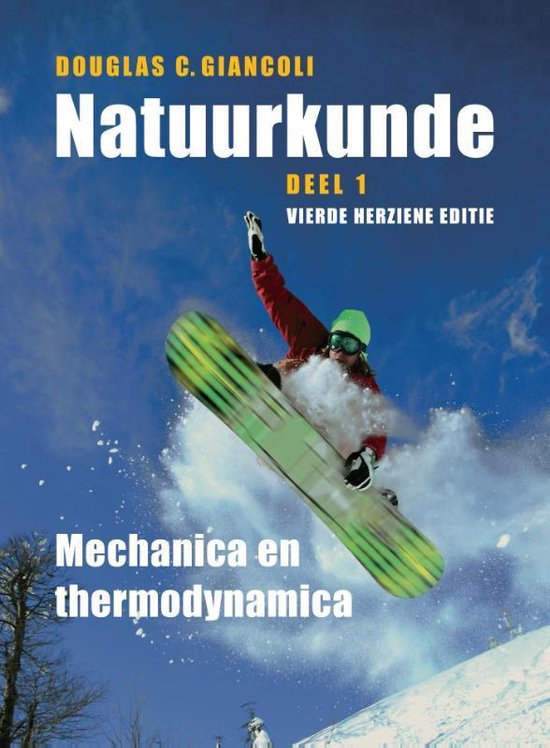 DOUGLAS C. GIANCOLI
Natuurkunde
DEEL 1
VIERDE HERZIENE EDITIE
Mechanica en
thermodynamica